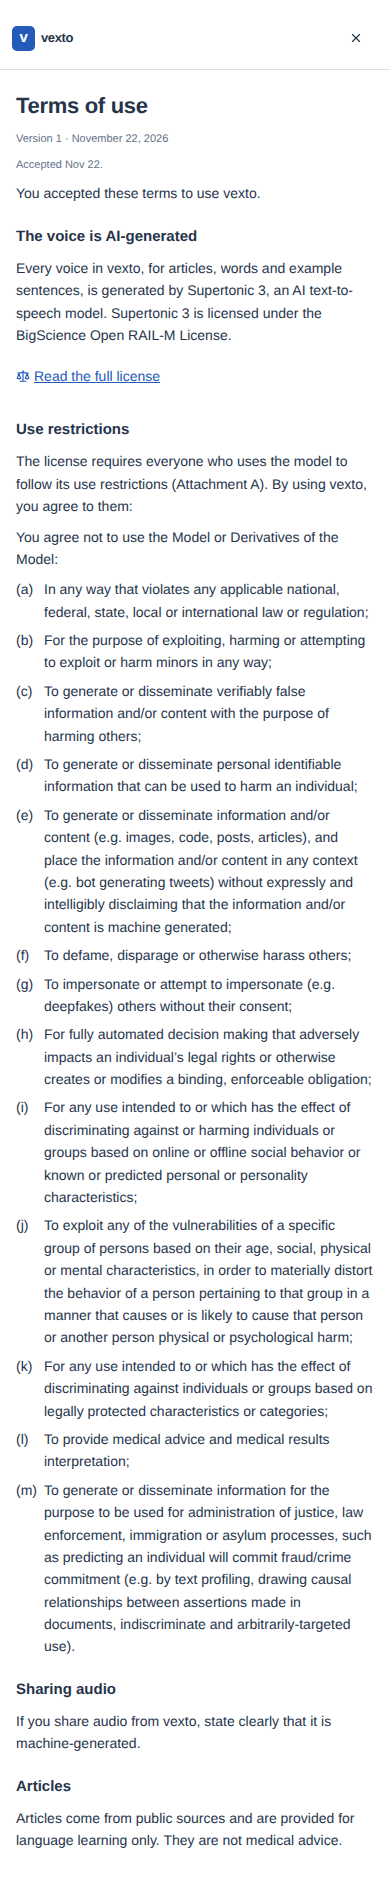 v vexto ×
Terms of use
Version 1 · November 22, 2026
Accepted Nov 22.
You accepted these terms to use vexto.
The voice is AI-generated
Every voice in vexto, for articles, words and example
sentences, is generated by Supertonic 3, an AI text-to-
speech model. Supertonic 3 is licensed under the
BigScience Open RAIL-M License.
Read the full license
Use restrictions
The license requires everyone who uses the model to
follow its use restrictions (Attachment A). By using vexto,
you agree to them:
You agree not to use the Model or Derivatives of the
Model:
(a) In any way that violates any applicable national,
federal, state, local or international law or regulation;
(b) For the purpose of exploiting, harming or attempting
to exploit or harm minors in any way;
(c) To generate or disseminate verifiably false
information and/or content with the purpose of
harming others;
(d) To generate or disseminate personal identifiable
information that can be used to harm an individual;
(e) To generate or disseminate information and/or
content (e.g. images, code, posts, articles), and
place the information and/or content in any context
(e.g. bot generating tweets) without expressly and
intelligibly disclaiming that the information and/or
content is machine generated;
(f) To defame, disparage or otherwise harass others;
(g) To impersonate or attempt to impersonate (e.g.
deepfakes) others without their consent;
(h) For fully automated decision making that adversely
impacts an individual’s legal rights or otherwise
creates or modifies a binding, enforceable obligation;
(i) For any use intended to or which has the effect of
discriminating against or harming individuals or
groups based on online or offline social behavior or
known or predicted personal or personality
characteristics;
(j) To exploit any of the vulnerabilities of a specific
group of persons based on their age, social, physical
or mental characteristics, in order to materially distort
the behavior of a person pertaining to that group in a
manner that causes or is likely to cause that person
or another person physical or psychological harm;
(k) For any use intended to or which has the effect of
discriminating against individuals or groups based on
legally protected characteristics or categories;
(l) To provide medical advice and medical results
interpretation;
(m) To generate or disseminate information for the
purpose to be used for administration of justice, law
enforcement, immigration or asylum processes, such
as predicting an individual will commit fraud/crime
commitment (e.g. by text profiling, drawing causal
relationships between assertions made in
documents, indiscriminate and arbitrarily-targeted
use).
Sharing audio
If you share audio from vexto, state clearly that it is
machine-generated.
Articles
Articles come from public sources and are provided for
language learning only. They are not medical advice.